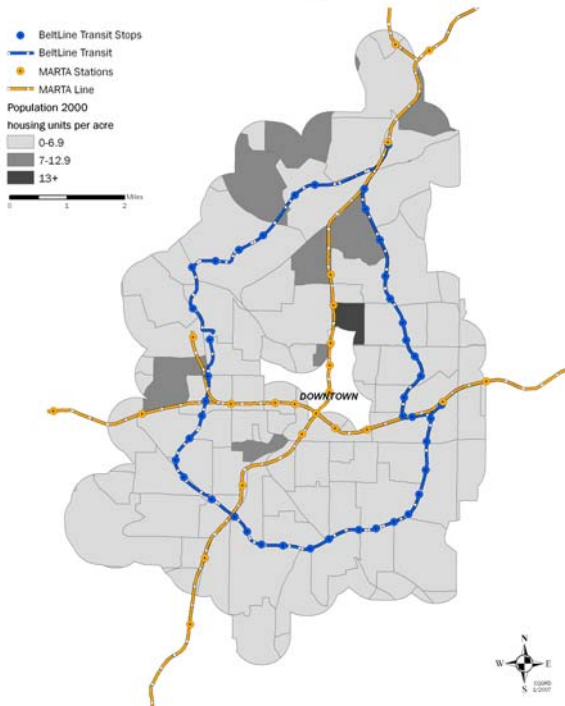 BeltLine Transit Stops
BeltLine Transit
MARTA Stations
MARTA Line
Population 2000
housing units per acre
0-6.9
7-12.9
13+
Miles
0 1 2
DOWNTOWN
N
W E
S